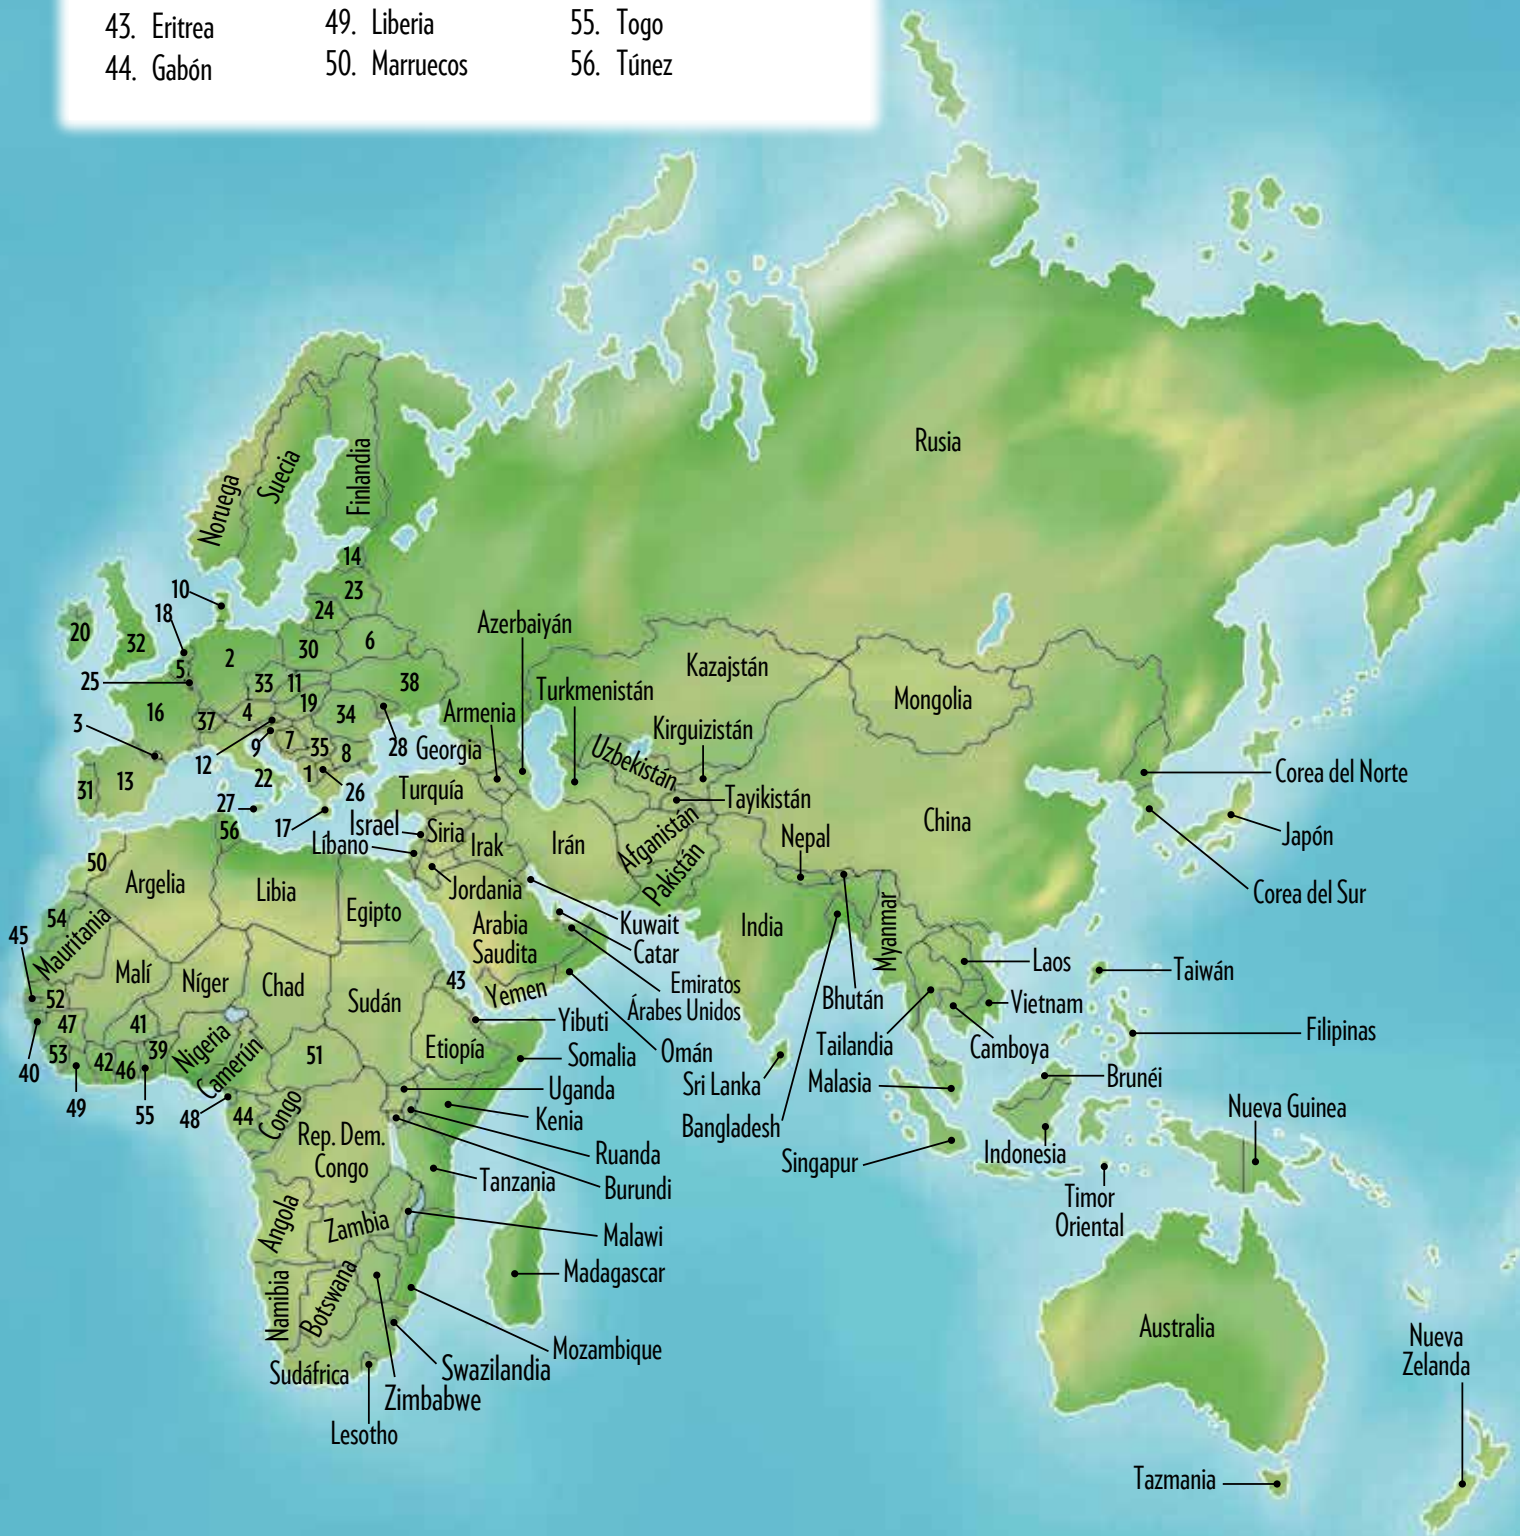 43. Eritrea
44. Gabón
49. Liberia
50. Marruecos
55. Togo
56. Túnez
Rusia
Noruega
Suecia
Finlandia
14
10
23
18
24
20
32
2
30
6
Azerbaiyán
5
25
33
11
38
Kazajstán
Turkmenistán
Mongolia
16
37
4
19
34
Armenia
3
9
7
35
8
28
Georgia
Kirguizistán
Uzbekistán
12
22
1
26
31
13
Turquía
Tayikistán
Corea del Norte
27
17
56
Israel
Siria
Líbano
Irak
Irán
Afganistán
Pakistán
Nepal
China
Japón
50
Argelia
Libia
Egipto
Jordania
Kuwait
Catar
Corea del Sur
54
Mauritania
45
Arabia
Saudita
India
Myanmar
Emiratos
Árabes Unidos
Laos
Taiwán
Malí
Níger
Chad
Sudán
43
Yemen
52
Bhután
Vietnam
47
41
Nigeria
Yibuti
Tailandia
Camboya
Filipinas
53
42
46
39
Camerún
51
Etiopía
Somalia
Omán
Sri Lanka
40
Malasia
Brunéi
49
55
48
44
Congo
Uganda
Kenia
Bangladesh
Nueva Guinea
Rep. Dem.
Congo
Ruanda
Singapur
Indonesia
Tanzania
Burundi
Timor
Oriental
Angola
Zambia
Malawi
Madagascar
Namibia
Botswana
Mozambique
Australia
Nueva
Zelanda
Sudáfrica
Swazilandia
Zimbabwe
Lesotho
Tazmania